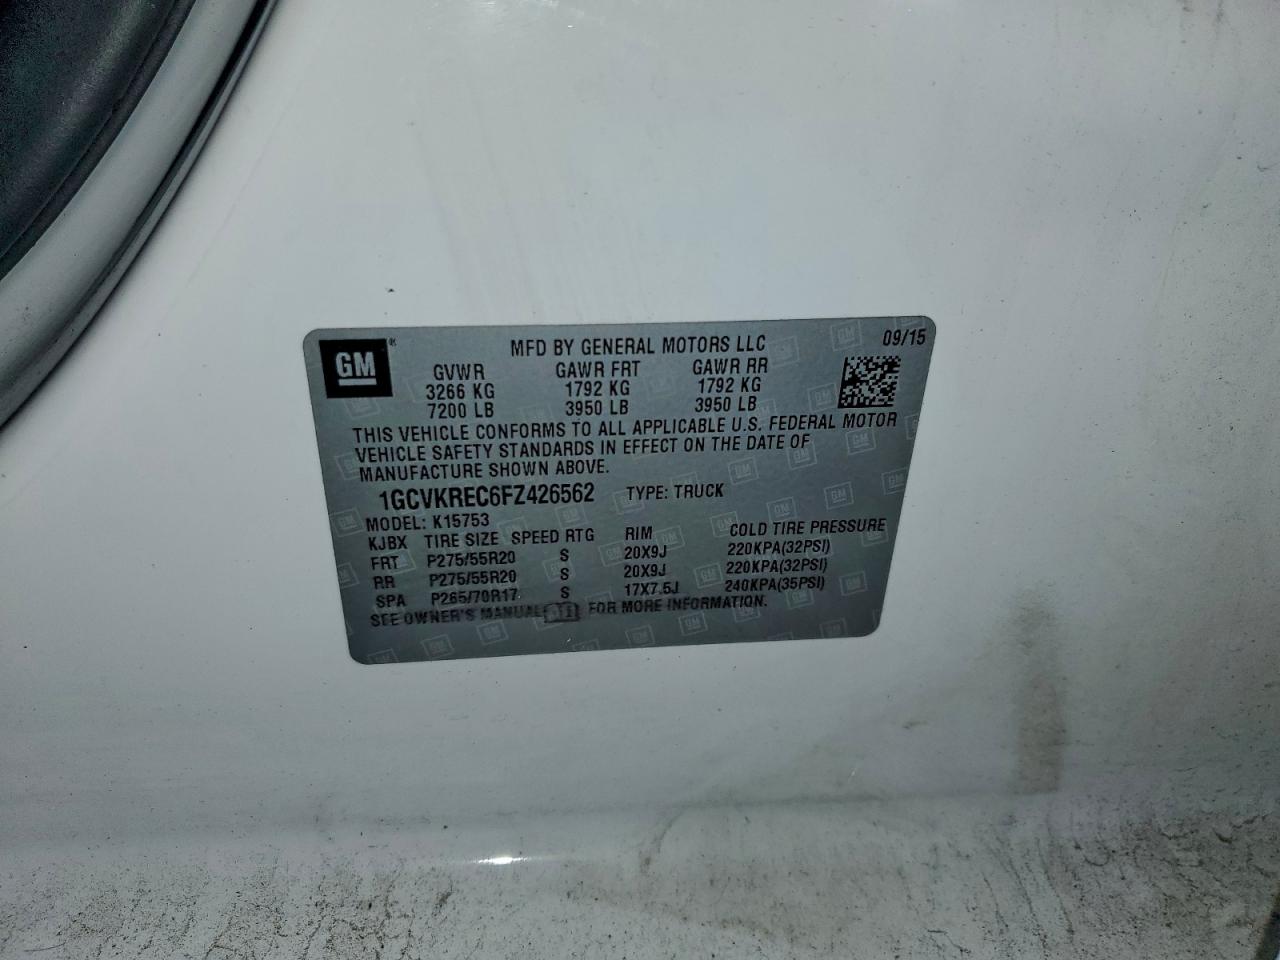 GM
MFD BY GENERAL MOTORS LLC 09/15
GVWR GAWR FRT GAWR RR
3266 KG 1792 KG 1792 KG
7200 LB 3950 LB 3950 LB
THIS VEHICLE CONFORMS TO ALL APPLICABLE U.S. FEDERAL MOTOR
VEHICLE SAFETY STANDARDS IN EFFECT ON THE DATE OF
MANUFACTURE SHOWN ABOVE.
1GCVKREC6FZ426562 TYPE: TRUCK
MODEL: K15753
KJBX TIRE SIZE SPEED RTG RIM COLD TIRE PRESSURE
FRT P275/55R20 S 20X9J 220KPA(32PSI)
RR P275/55R20 S 20X9J 220KPA(32PSI)
SPA P265/70R17 S 17X7.5J 240KPA(35PSI)
SEE OWNER'S MANUAL FOR MORE INFORMATION.